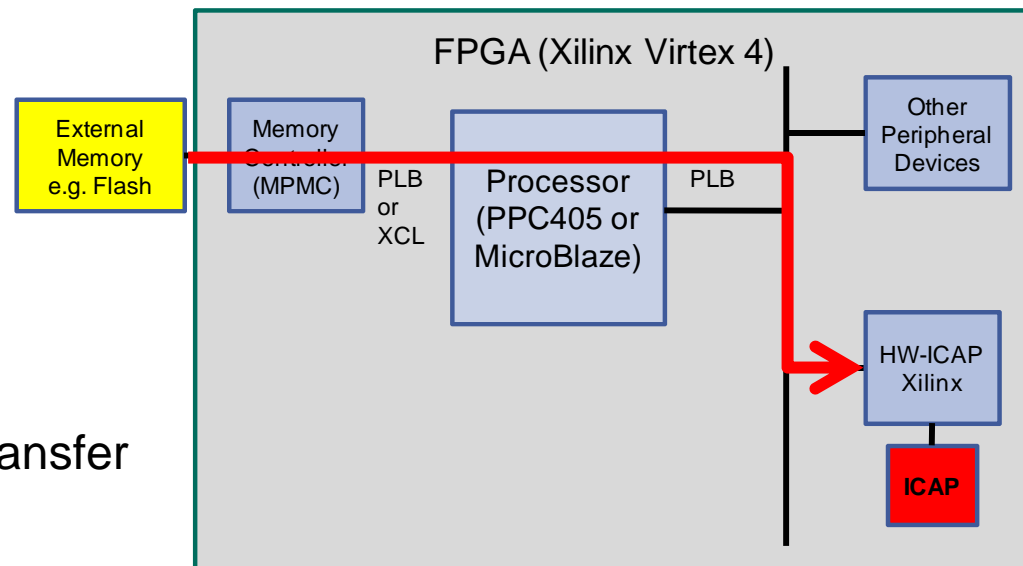 FPGA (Xilinx Virtex 4)
External
Memory
e.g. Flash
Memory
Controller
(MPMC)
PLB
or
XCL
Processor
(PPC405 or
MicroBlaze)
PLB
Other
Peripheral
Devices
HW-ICAP
Xilinx
ICAP
ansfer